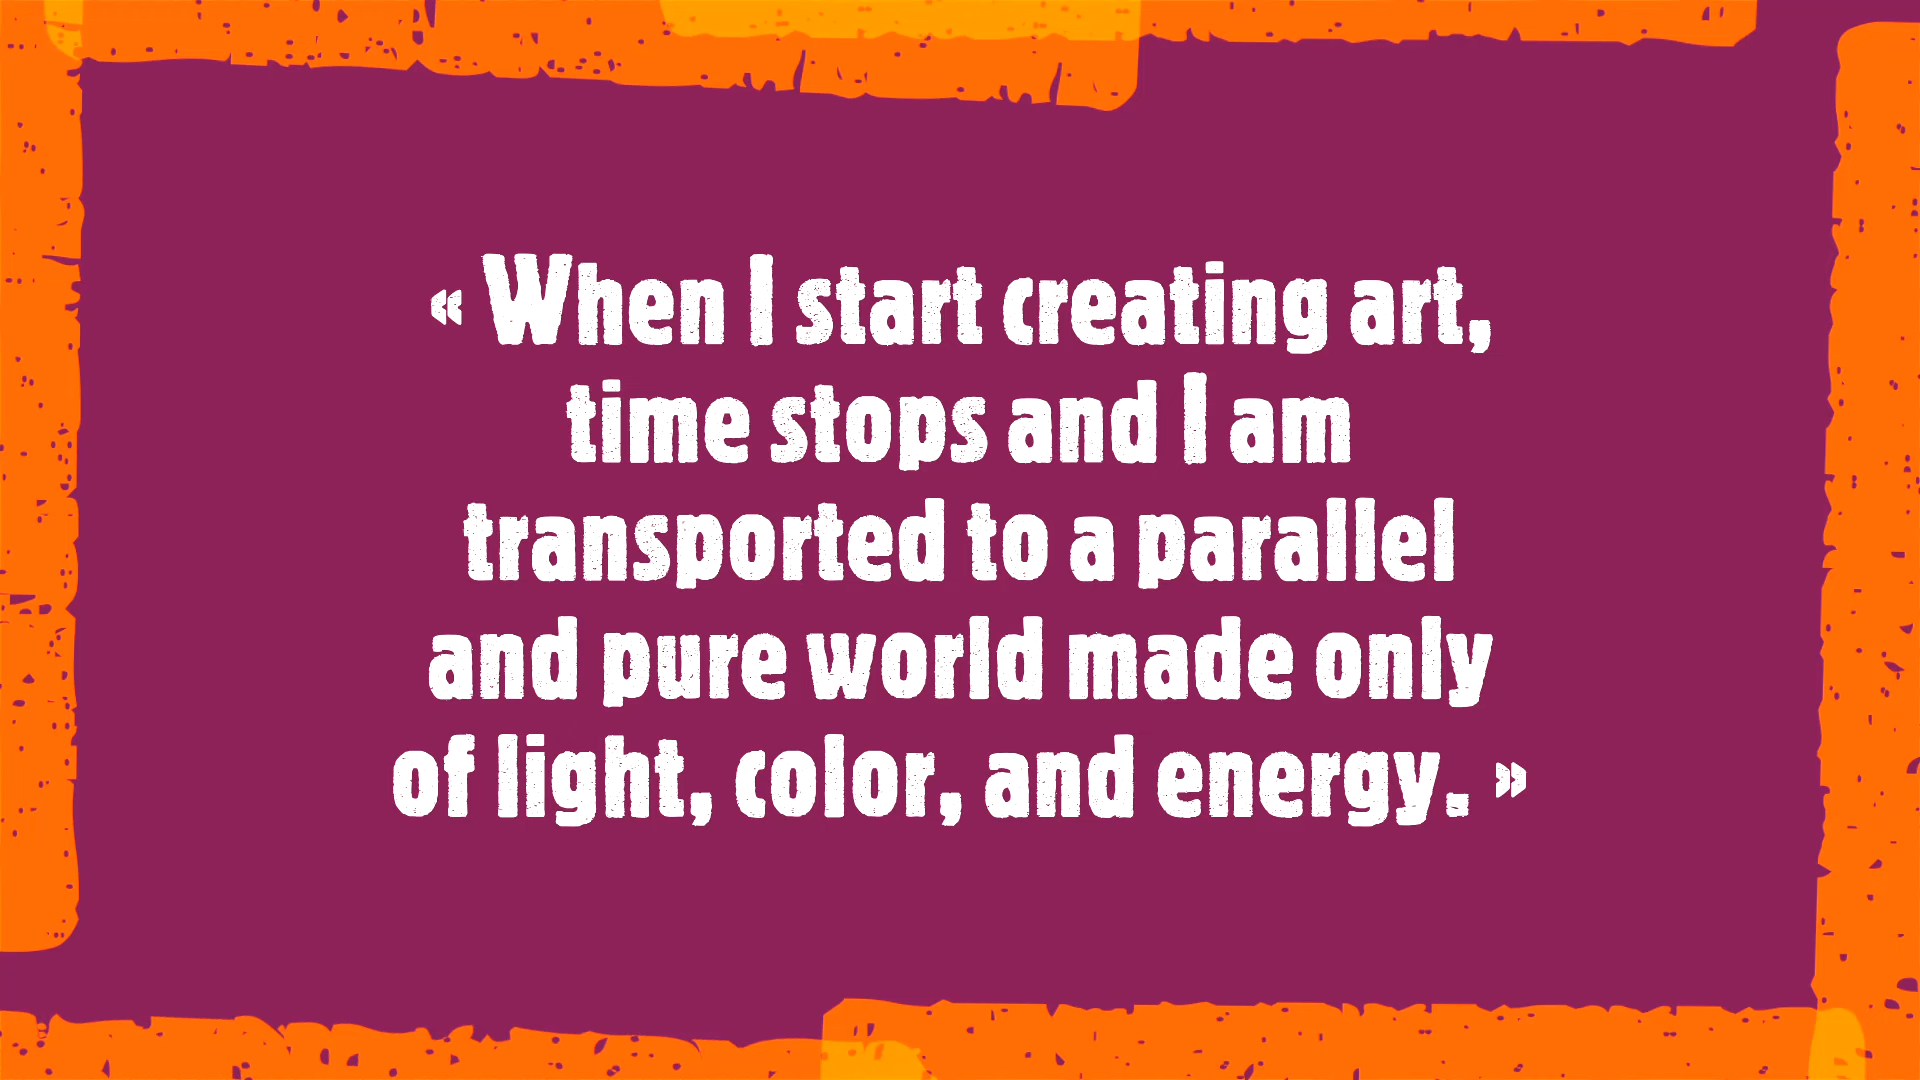 « When I start creating art,
time stops and I am
transported to a parallel
and pure world made only
of light, color, and energy. »